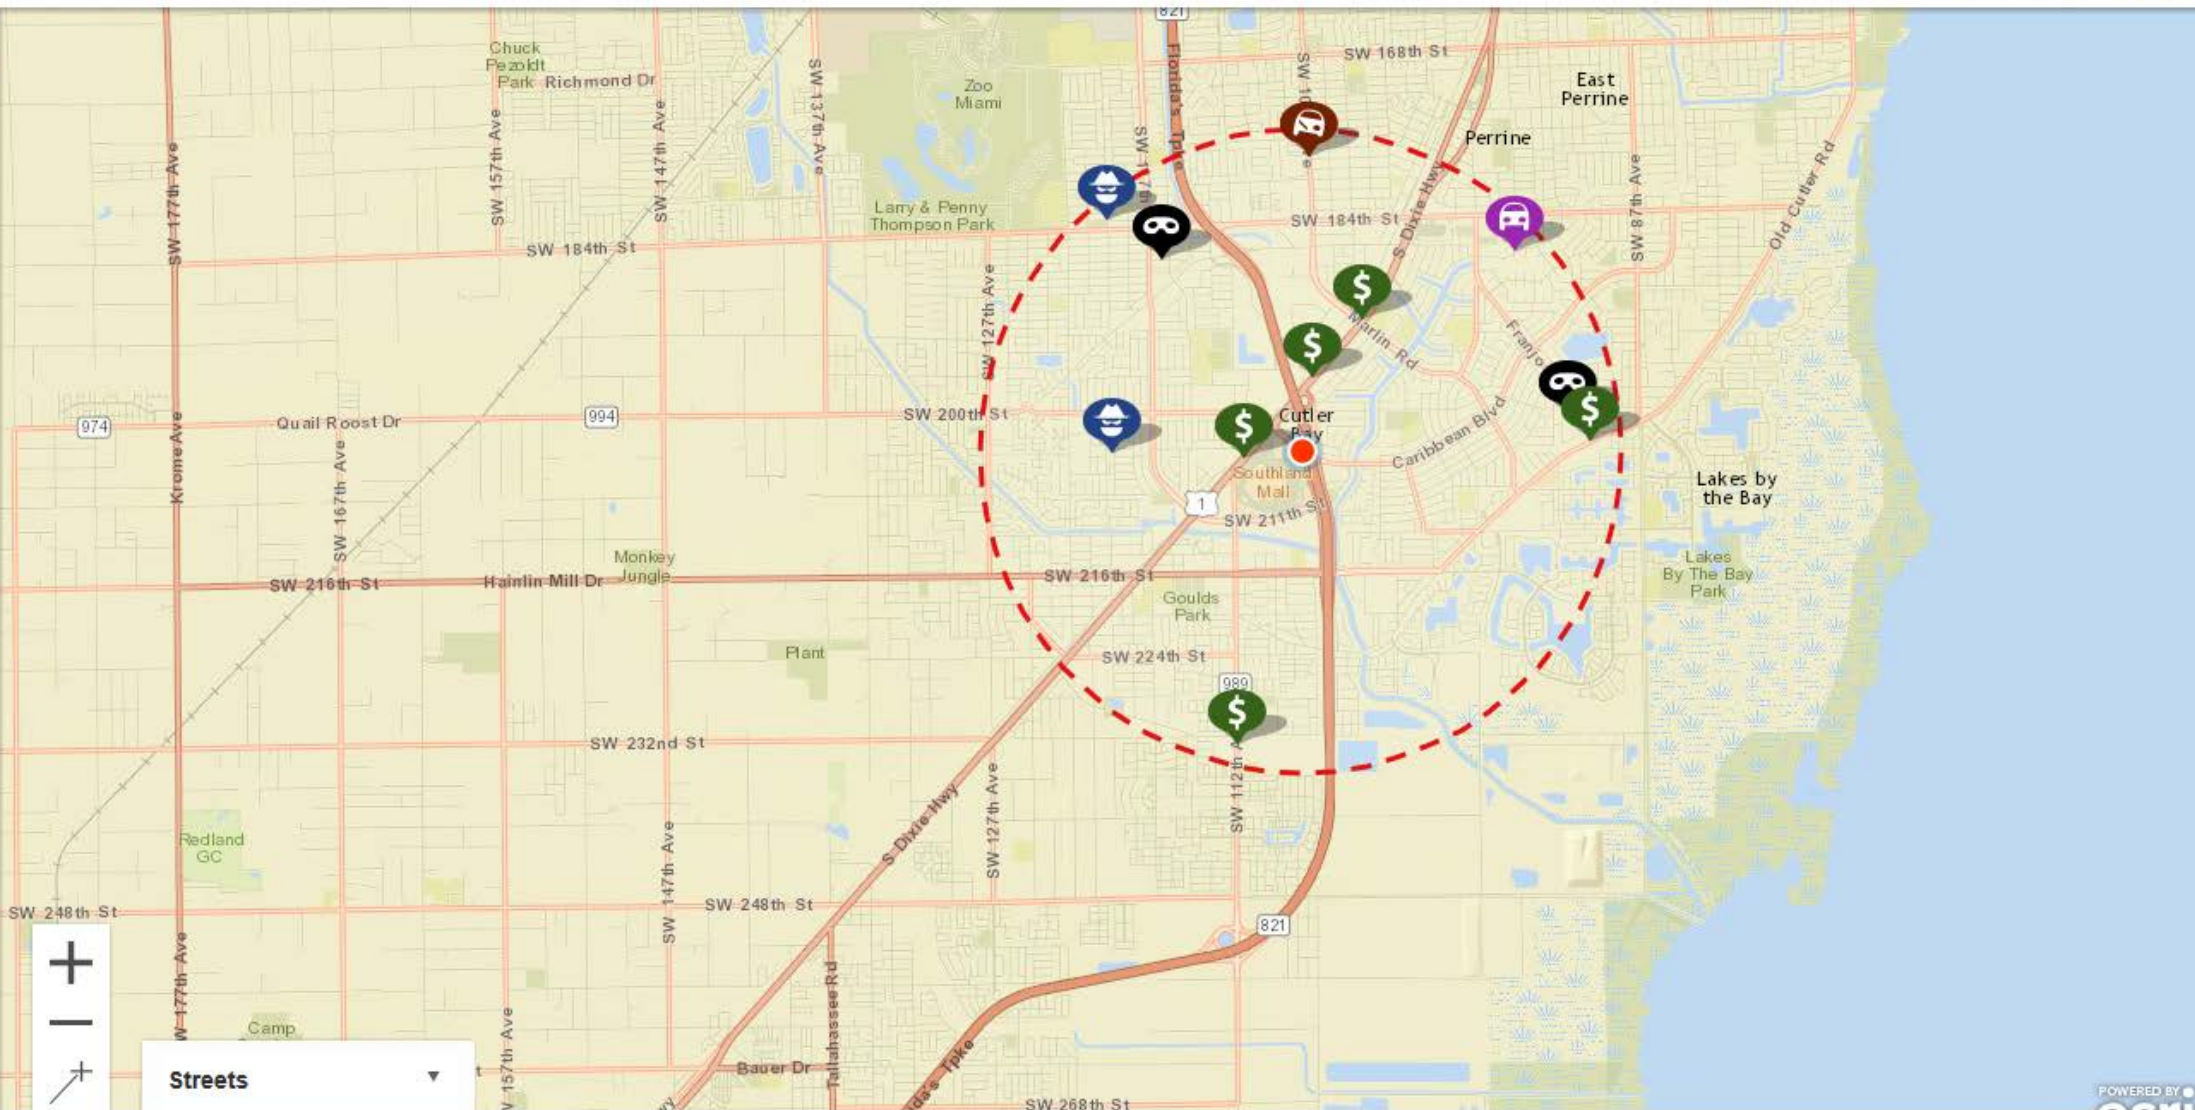 821
SW 168th St
Chuck
Pezoldt
Park
Richmond Dr
Zoo
Miami
East
Perrine
Perrine
SW 177th Ave
SW 157th Ave
SW 147th Ave
SW 137th Ave
Florida's Tpke
S Dixie Hwy
SW 87th Ave
Old Cutler Rd
Larry & Penny
Thompson Park
SW 184th St
SW 184th St
SW 127th Ave
$
$
Marlin Rd
974
Quail Roost Dr
994
SW 200th St
$
Cutler
Bay
$
Caribbean Blvd
Krome Ave
SW 167th Ave
Southland
Mall
1
SW 211th St
Lakes by
the Bay
Monkey
Jungle
SW 216th St
Hainlin Mill Dr
SW 216th St
Goulds
Park
Lakes
By The Bay
Park
Plant
SW 224th St
989
$
SW 232nd St
SW 112th A
SW 127th Ave
S Dixie Hwy
Redland
GC
SW 147th Ave
SW 248th St
SW 248th St
821
W 177th Ave
+
−
Camp
Tallahassee Rd
157th Ave
Streets
Bauer Dr
da's Tpke
SW 268th St
POWERED BY
esri